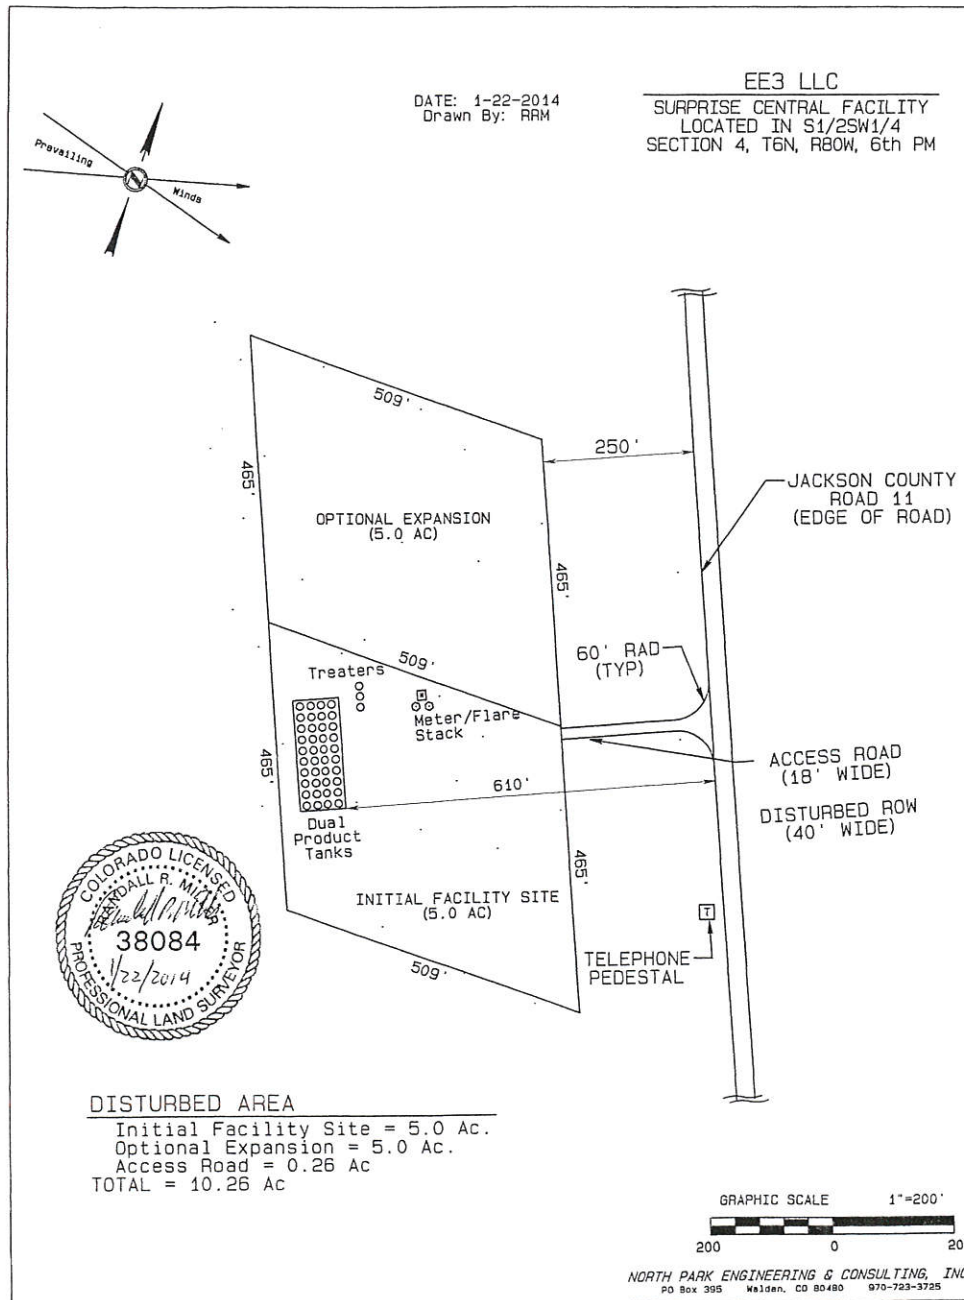 DATE: 1-22-2014
Drawn By: RRM
EE3 LLC
SURPRISE CENTRAL FACILITY
LOCATED IN S1/2SW1/4
SECTION 4, T6N, R80W, 6th PM
Prevailing
Winds
N
509'
465'
250'
JACKSON COUNTY
ROAD 11
(EDGE OF ROAD)
OPTIONAL EXPANSION
(5.0 AC)
465'
60' RAD
(TYP)
509'
Treaters
Meter/Flare
Stack
465'
ACCESS ROAD
(18' WIDE)
610'
DISTURBED ROW
(40' WIDE)
Dual
Product
Tanks
465'
INITIAL FACILITY SITE
(5.0 AC)
T
TELEPHONE
PEDESTAL
509'
COLORADO LICENSED
RANDALL R. MILLER
38084
1/22/2014
PROFESSIONAL LAND SURVEYOR
DISTURBED AREA
Initial Facility Site = 5.0 Ac.
Optional Expansion = 5.0 Ac.
Access Road = 0.26 Ac
TOTAL = 10.26 Ac
GRAPHIC SCALE 1"=200'
200 0 20
NORTH PARK ENGINEERING & CONSULTING, INC
PO Box 395 Walden, CO 80480 970-723-3725